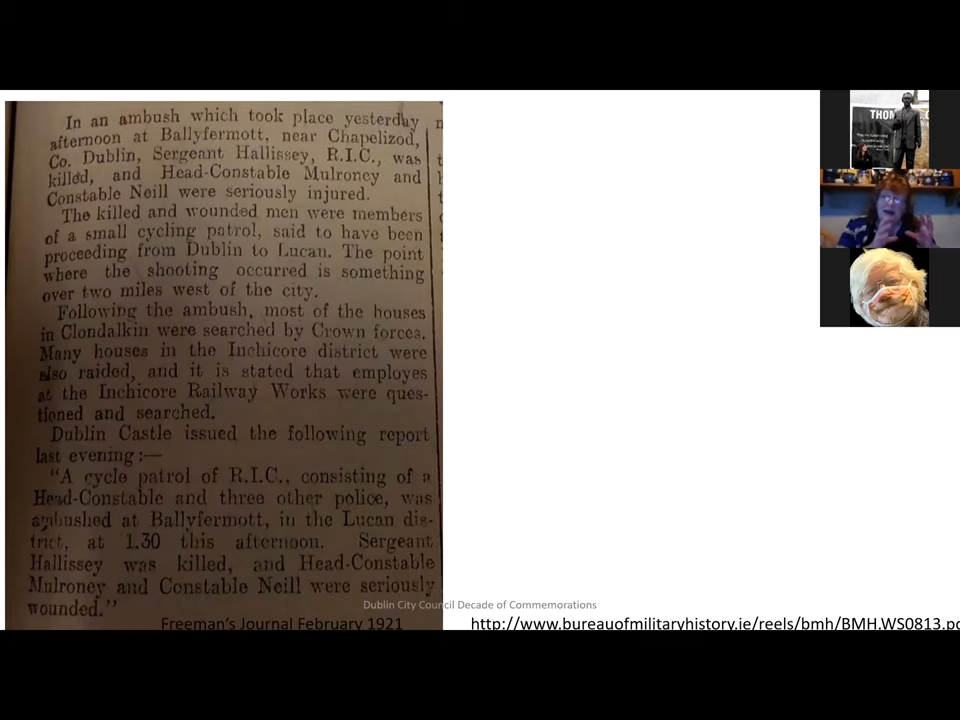 In an ambush which took place yesterday
afternoon at Ballyfermott, near Chapelizod,
Co. Dublin, Sergeant Hallissey, R.I.C., was
killed, and Head-Constable Mulroney and
Constable Neill were seriously injured.
The killed and wounded men were members
of a small cycling patrol, said to have been
proceeding from Dublin to Lucan. The point
where the shooting occurred is something
over two miles west of the city.
Following the ambush, most of the houses
in Clondalkin were searched by Crown forces.
Many houses in the Inchicore district were
also raided, and it is stated that employes
at the Inchicore Railway Works were ques-
tioned and searched.
Dublin Castle issued the following report
last evening:—
"A cycle patrol of R.I.C., consisting of a
Head-Constable and three other police, was
ambushed at Ballyfermott, in the Lucan dis-
trict, at 1.30 this afternoon. Sergeant
Hallissey was killed, and Head-Constable
Mulroney and Constable Neill were seriously
wounded."
Dublin City Council Decade of Commemorations
Freeman's Journal February 1921
http://www.bureauofmilitaryhistory.ie/reels/bmh/BMH.WS0813.pd
THOM